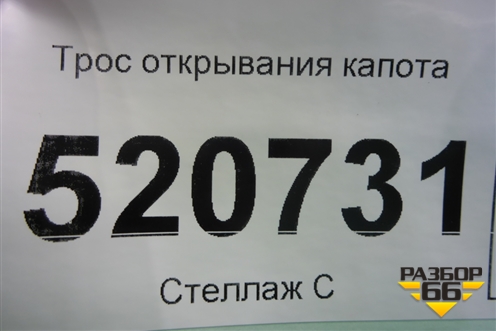 Трос открывания капота
520731
Стеллаж С
РАЗБОР
66